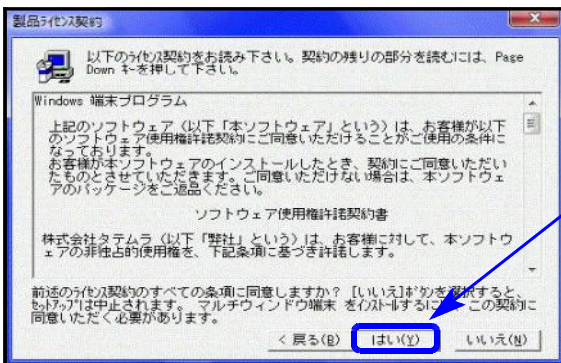 製品ライセンス契約
以下のライセンス契約をお読み下さい。契約の残りの部分を読むには、Page
Down キーを押して下さい。
Windows 端末プログラム
上記のソフトウェア（以下「本ソフトウェア」という）は、お客様が以下
のソフトウェア使用権許諾契約にご同意いただけることがご使用の条件に
なっております。
お客様が本ソフトウェアのインストールしたとき、契約にご同意いただい
たものとさせていただきます。ご同意いただけない場合は、本ソフトウェ
アのパッケージをご返品ください。
ソフトウェア使用権許諾契約書
株式会社タテムラ（以下「弊社」という）は、お客様に対して、本ソフトウ
ェアの非独占的使用権を、下記条項に基づき許諾します。
前述のライセンス契約のすべての条項に同意しますか？ [いいえ]ボタンを選択すると、
セットアップは中止されます。 マルチウィンドウ端末 をインストールするには、この契約に
同意いただく必要があります。
< 戻る(B) はい(Y) いいえ(N)